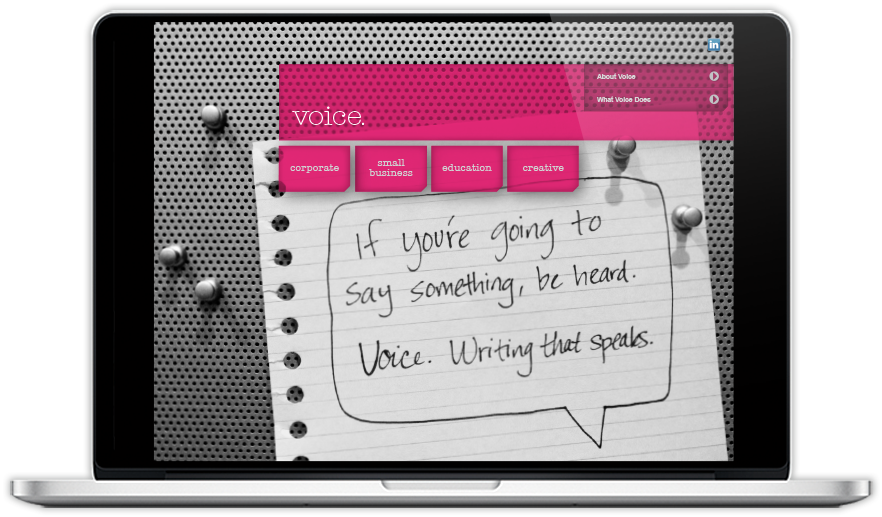 in
About Voice
What Voice Does
voice.
corporate
small
business
education
creative
If you're going to
say something, be heard.
Voice. Writing that speaks.